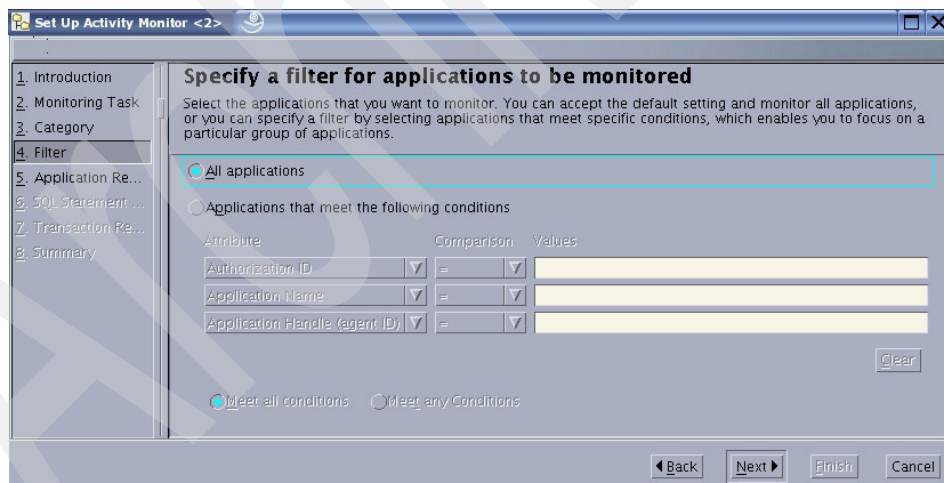 Set Up Activity Monitor <2>
1. Introduction
2. Monitoring Task
3. Category
4. Filter
5. Application Re...
6. SQL Statement ...
7. Transaction Re...
8. Summary
Specify a filter for applications to be monitored
Select the applications that you want to monitor. You can accept the default setting and monitor all applications,
or you can specify a filter by selecting applications that meet specific conditions, which enables you to focus on a
particular group of applications.
All applications
Applications that meet the following conditions
Attribute Comparison Values
Authorization ID =
Application Name =
Application Handle (agent ID) =
Clear
Meet all conditions Meet any Conditions
Back Next Finish Cancel